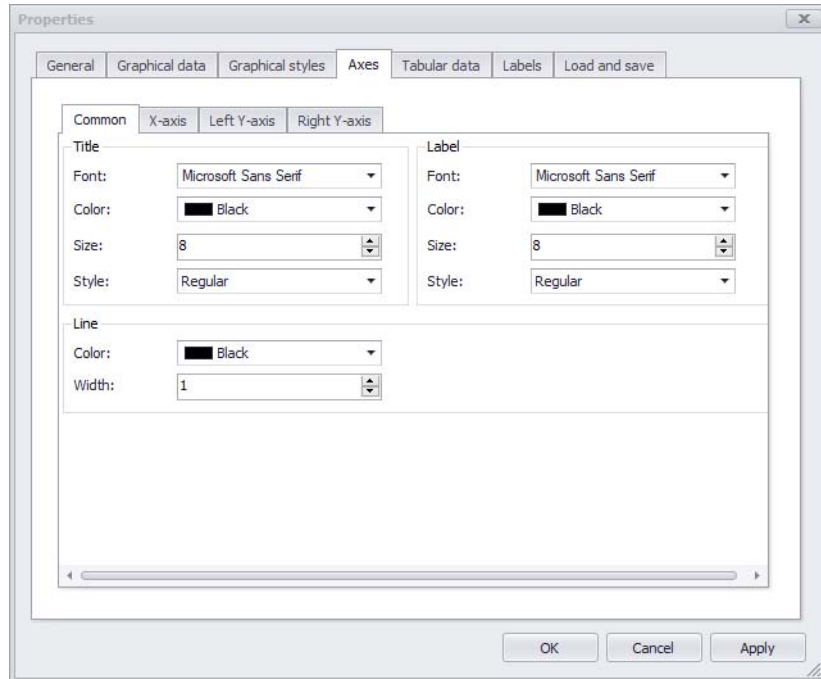 Properties
General Graphical data Graphical styles Axes Tabular data Labels Load and save
Common X-axis Left Y-axis Right Y-axis
Title Label
Font: Microsoft Sans Serif Font: Microsoft Sans Serif
Color: Black Color: Black
Size: 8 Size: 8
Style: Regular Style: Regular
Line
Color: Black
Width: 1
OK Cancel Apply